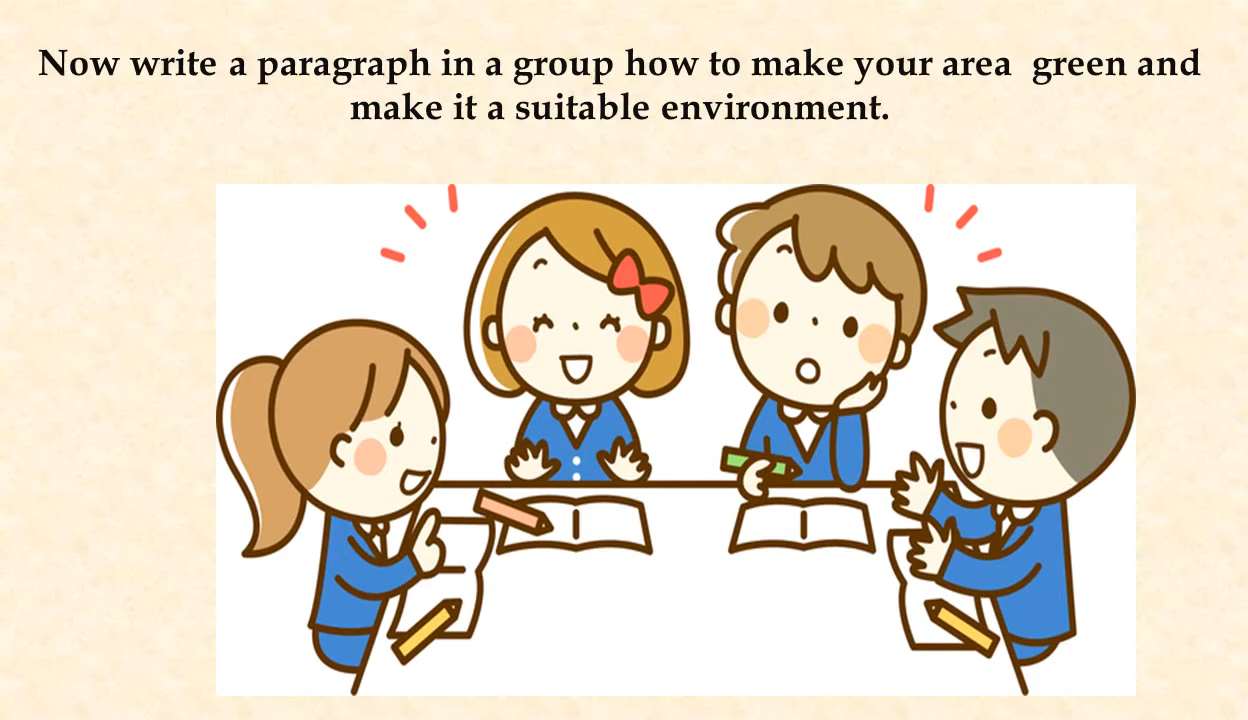 Now write a paragraph in a group how to make your area  green and
make it a suitable environment.